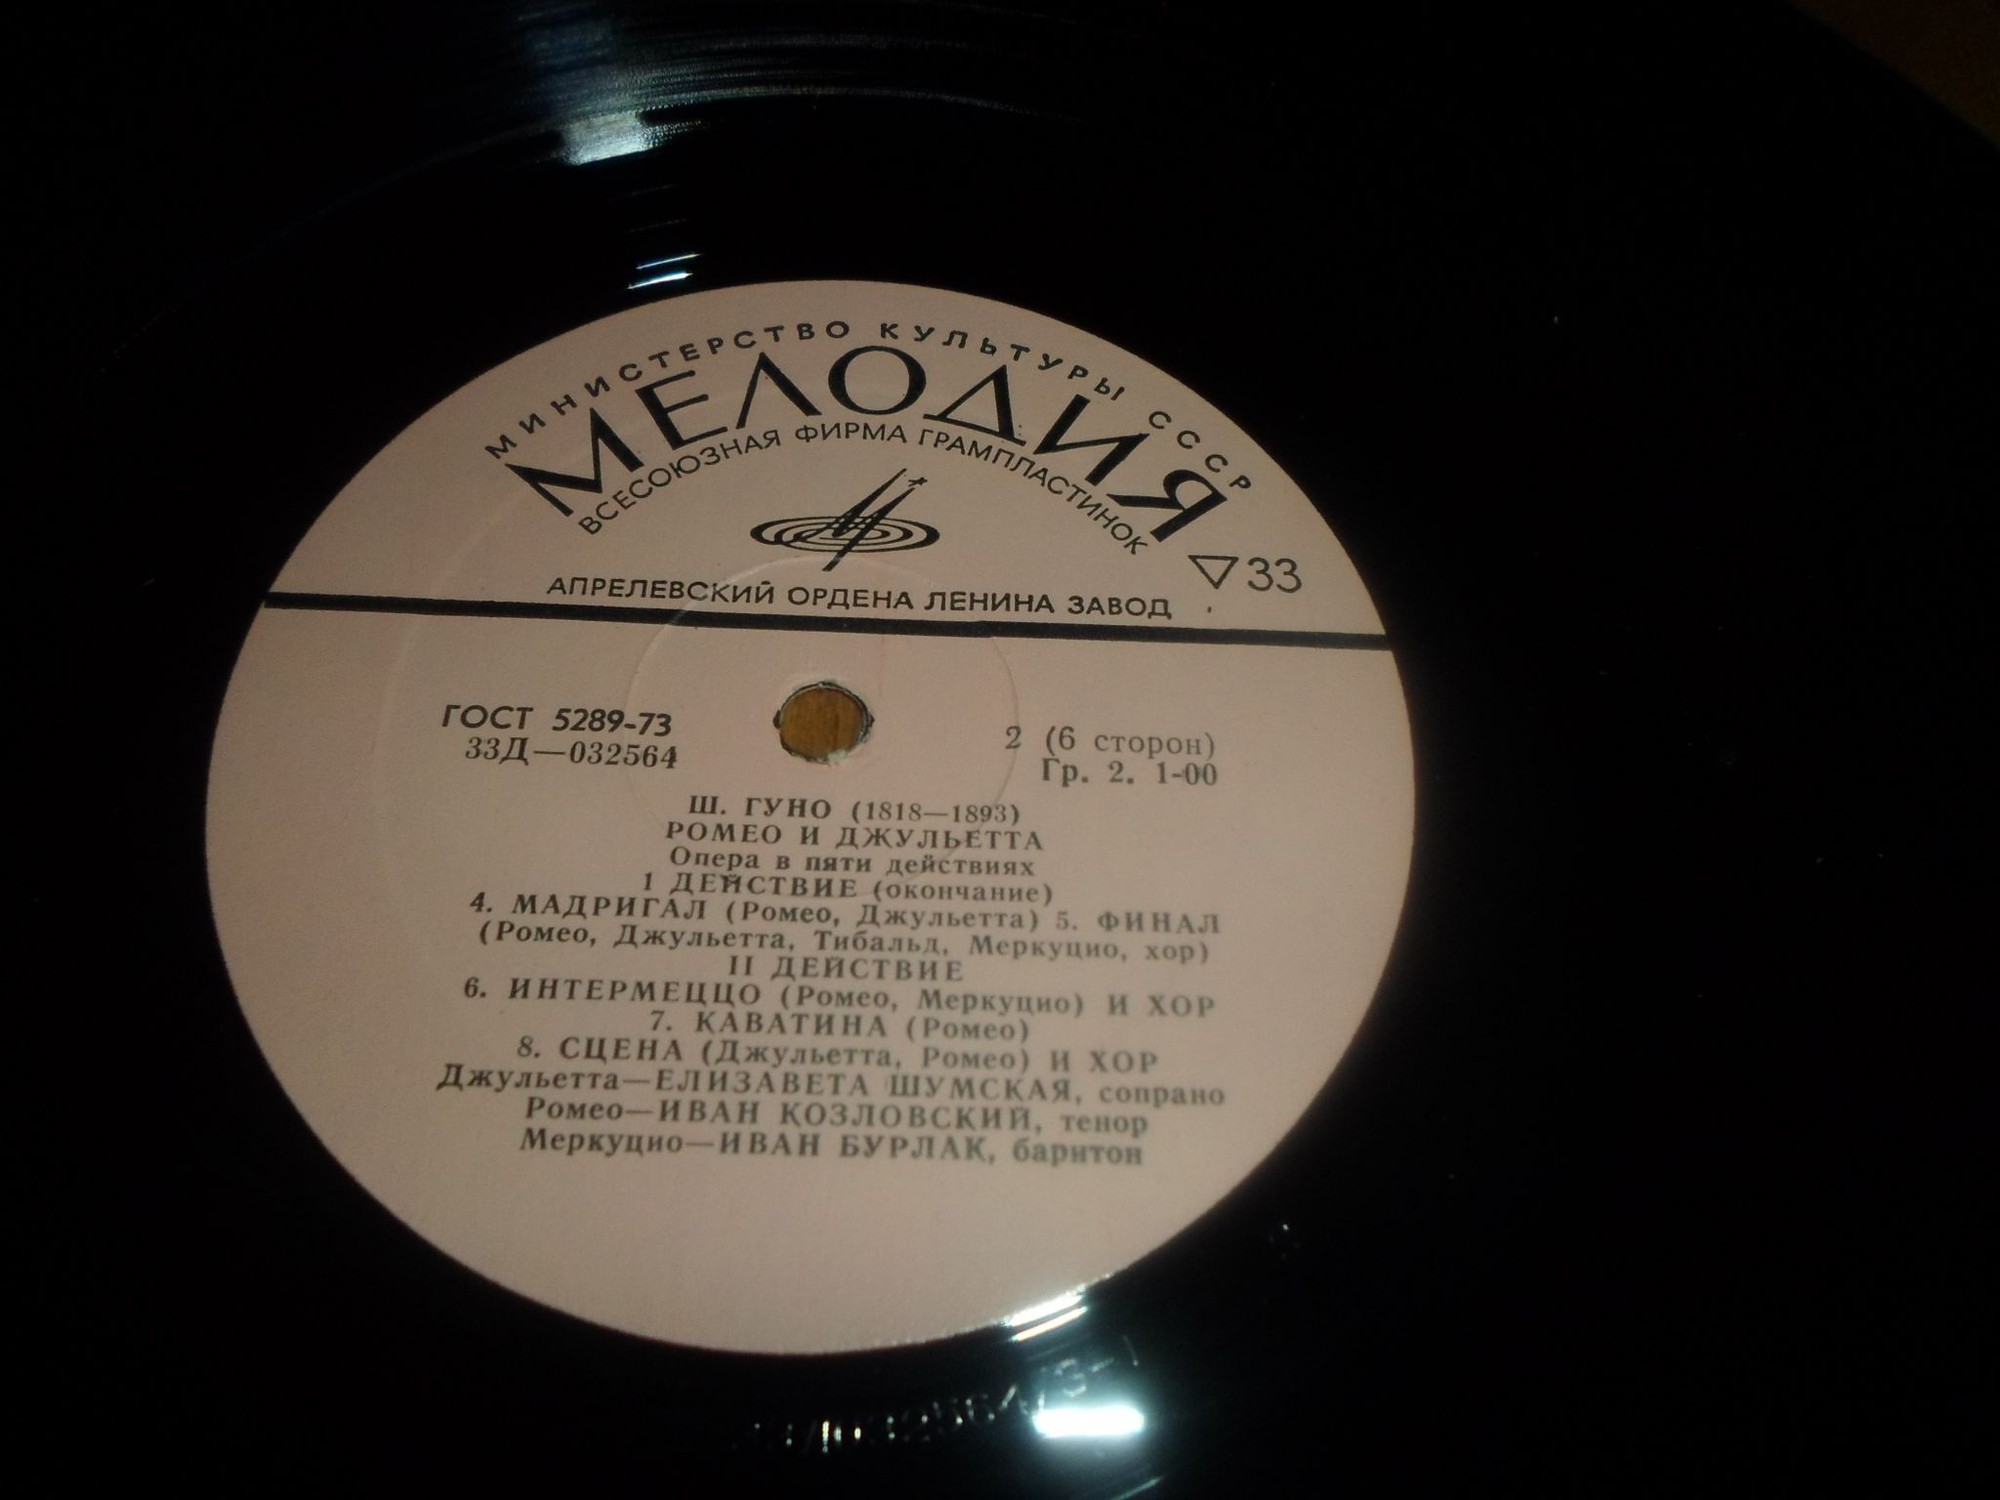 МИНИСТЕРСТВО КУЛЬТУРЫ СССР
МЕЛОДИЯ
ВСЕСОЮЗНАЯ ФИРМА ГРАМПЛАСТИНОК
33
АПРЕЛЕВСКИЙ ОРДЕНА ЛЕНИНА ЗАВОД
ГОСТ 5289-73
33Д—032564
2 (6 сторон)
Гр. 2. 1-00
Ш. ГУНО (1818—1893)
РОМЕО И ДЖУЛЬЕТТА
Опера в пяти действиях
1 ДЕЙСТВИЕ (окончание)
4. МАДРИГАЛ (Ромео, Джульетта) 5. ФИНАЛ
(Ромео, Джульетта, Тибальд, Меркуцио, хор)
II ДЕЙСТВИЕ
6. ИНТЕРМЕЦЦО (Ромео, Меркуцио) И ХОР
7. КАВАТИНА (Ромео)
8. СЦЕНА (Джульетта, Ромео) И ХОР
Джульетта—ЕЛИЗАВЕТА ШУМСКАЯ, сопрано
Ромео—ИВАН КОЗЛОВСКИЙ, тенор
Меркуцио—ИВАН БУРЛАК, баритон